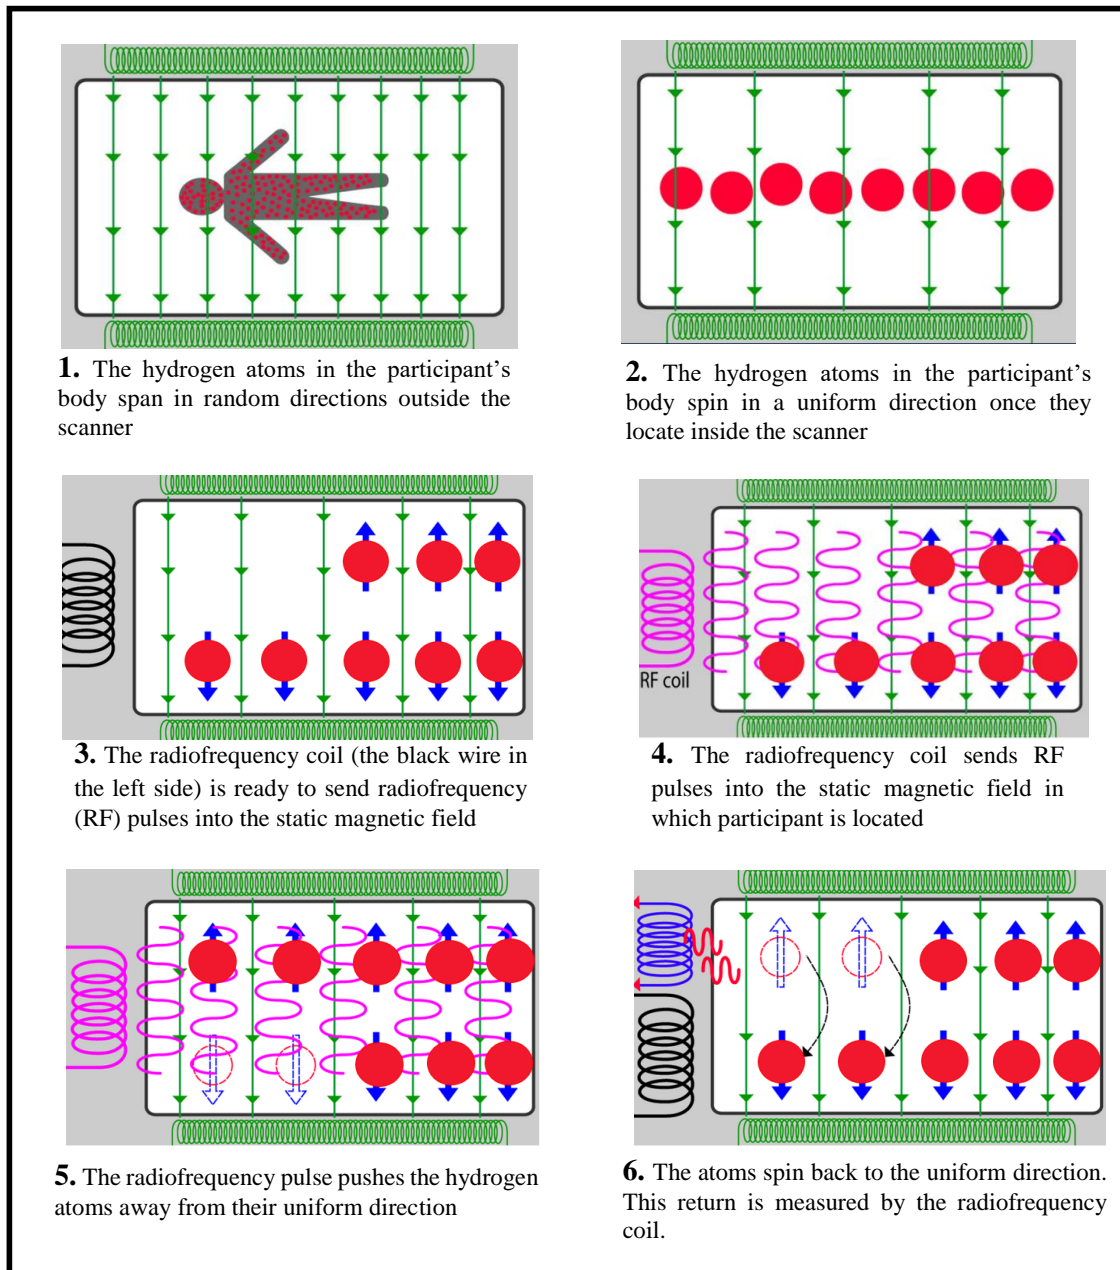 1. The hydrogen atoms in the participant's
body span in random directions outside the
scanner
2. The hydrogen atoms in the participant's
body spin in a uniform direction once they
locate inside the scanner
3. The radiofrequency coil (the black wire in
the left side) is ready to send radiofrequency
(RF) pulses into the static magnetic field
RF coil
4. The radiofrequency coil sends RF
pulses into the static magnetic field in
which participant is located
5. The radiofrequency pulse pushes the hydrogen
atoms away from their uniform direction
6. The atoms spin back to the uniform direction.
This return is measured by the radiofrequency
coil.